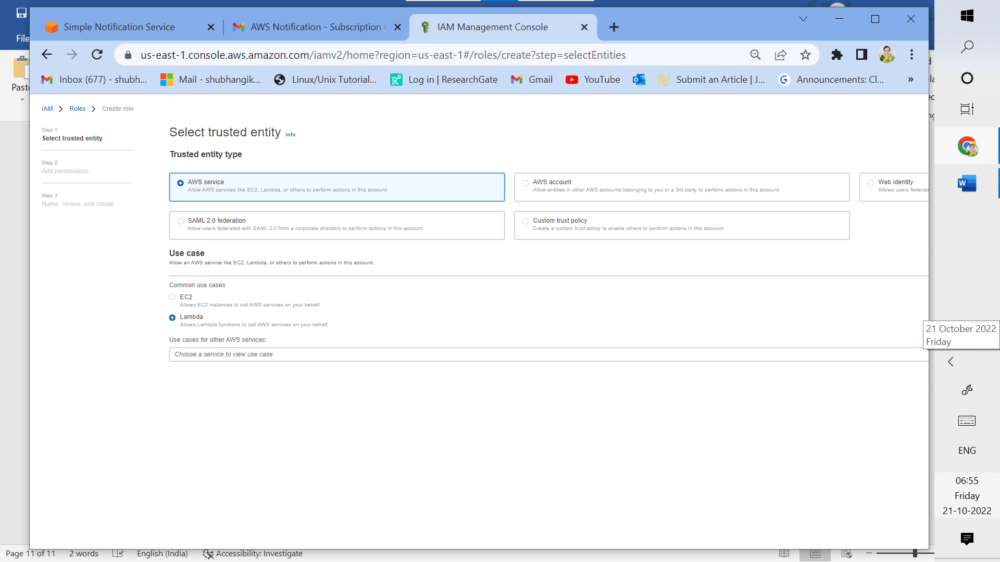 File
Paste
Simple Notification Service
AWS Notification - Subscription
IAM Management Console
us-east-1.console.aws.amazon.com/iamv2/home?region=us-east-1#/roles/create?step=selectEntities
Inbox (677) - shubh...
Mail - shubhangik...
Linux/Unix Tutorial...
Log in | ResearchGate
Gmail
YouTube
Submit an Article | J...
Announcements: Cl...
»
IAM
Roles
Create role
Step 1
Select trusted entity
Step 2
Add permissions
Step 3
Name, review, and create
Select trusted entity Info
Trusted entity type
AWS service
Allow AWS services like EC2, Lambda, or others to perform actions in this account.
AWS account
Allow entities in other AWS accounts belonging to you or a 3rd party to perform actions in this account.
Web identity
Allows users federate
SAML 2.0 federation
Allow users federated with SAML 2.0 from a corporate directory to perform actions in this account.
Custom trust policy
Create a custom trust policy to enable others to perform actions in this account.
Use case
Allow an AWS service like EC2, Lambda, or others to perform actions in this account.
Common use cases
EC2
Allows EC2 instances to call AWS services on your behalf.
Lambda
Allows Lambda functions to call AWS services on your behalf.
Use cases for other AWS services:
Choose a service to view use case
21 October 2022
Friday
ENG
06:55
Friday
21-10-2022
Page 11 of 11
2 words
English (India)
Accessibility: Investigate